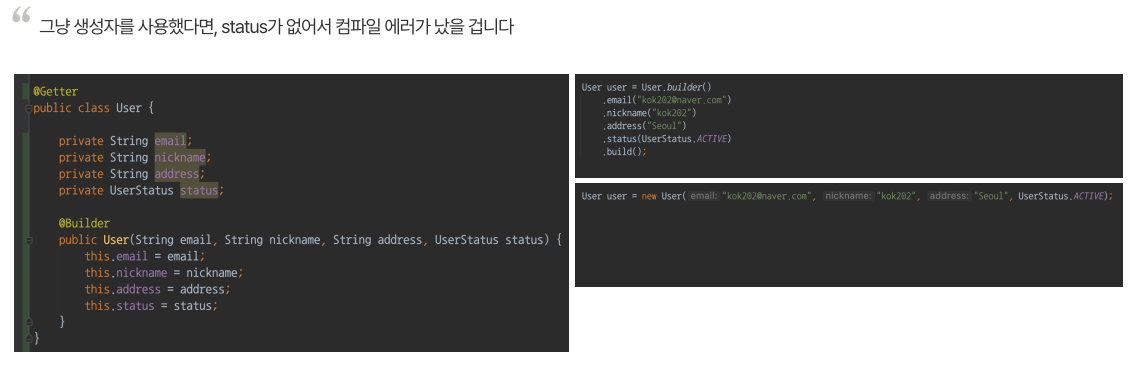 “ 그냥 생성자를 사용했다면, status가 없어서 컴파일 에러가 났을 겁니다
@Getter
public class User {
private String email;
private String nickname;
private String address;
private UserStatus status;
@Builder
public User(String email, String nickname, String address, UserStatus status) {
this.email = email;
this.nickname = nickname;
this.address = address;
this.status = status;
}
}
User user = User.builder()
.email("kok202@naver.com")
.nickname("kok202")
.address("Seoul")
.status(UserStatus.ACTIVE)
.build();
User user = new User( email: "kok202@naver.com", nickname: "kok202", address: "Seoul", UserStatus.ACTIVE);